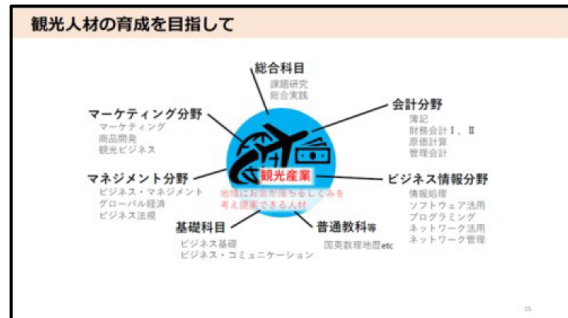 観光人材の育成を目指して
総合科目
課題研究
総合実践
マーケティング分野
マーケティング
商品開発
観光ビジネス
会計分野
簿記
財務会計Ⅰ、Ⅱ
原価計算
管理会計
観光産業
地域にお金が落ちるしくみを
考え提案できる人材
マネジメント分野
ビジネス・マネジメント
グローバル経済
ビジネス法規
ビジネス情報分野
情報処理
ソフトウェア活用
プログラミング
ネットワーク活用
ネットワーク管理
基礎科目
ビジネス基礎
ビジネス・コミュニケーション
普通教科等
国英数理地歴etc
15